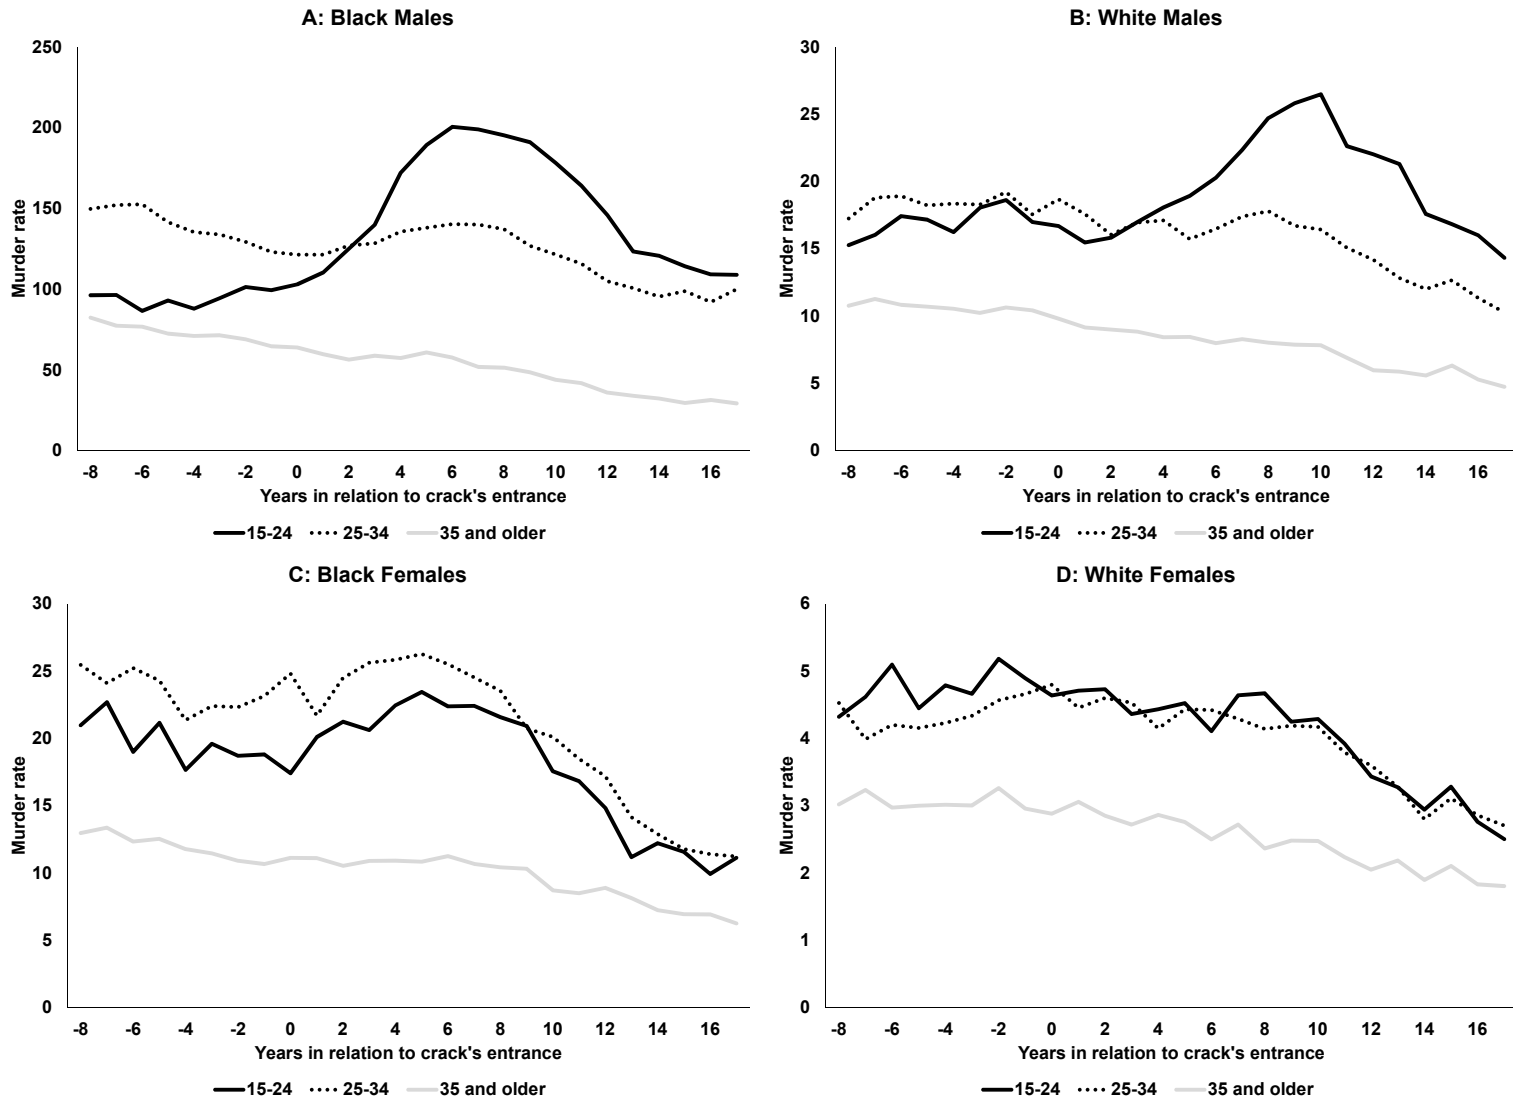 A: Black Males
250
200
150
100
50
0
Murder rate
-8 -6 -4 -2 0 2 4 6 8 10 12 14 16
Years in relation to crack's entrance
15-24 25-34 35 and older
B: White Males
30
25
20
15
10
5
0
Murder rate
-8 -6 -4 -2 0 2 4 6 8 10 12 14 16
Years in relation to crack's entrance
15-24 25-34 35 and older
C: Black Females
30
25
20
15
10
5
0
Murder rate
-8 -6 -4 -2 0 2 4 6 8 10 12 14 16
Years in relation to crack's entrance
15-24 25-34 35 and older
D: White Females
6
5
4
3
2
1
0
Murder rate
-8 -6 -4 -2 0 2 4 6 8 10 12 14 16
Years in relation to crack's entrance
15-24 25-34 35 and older